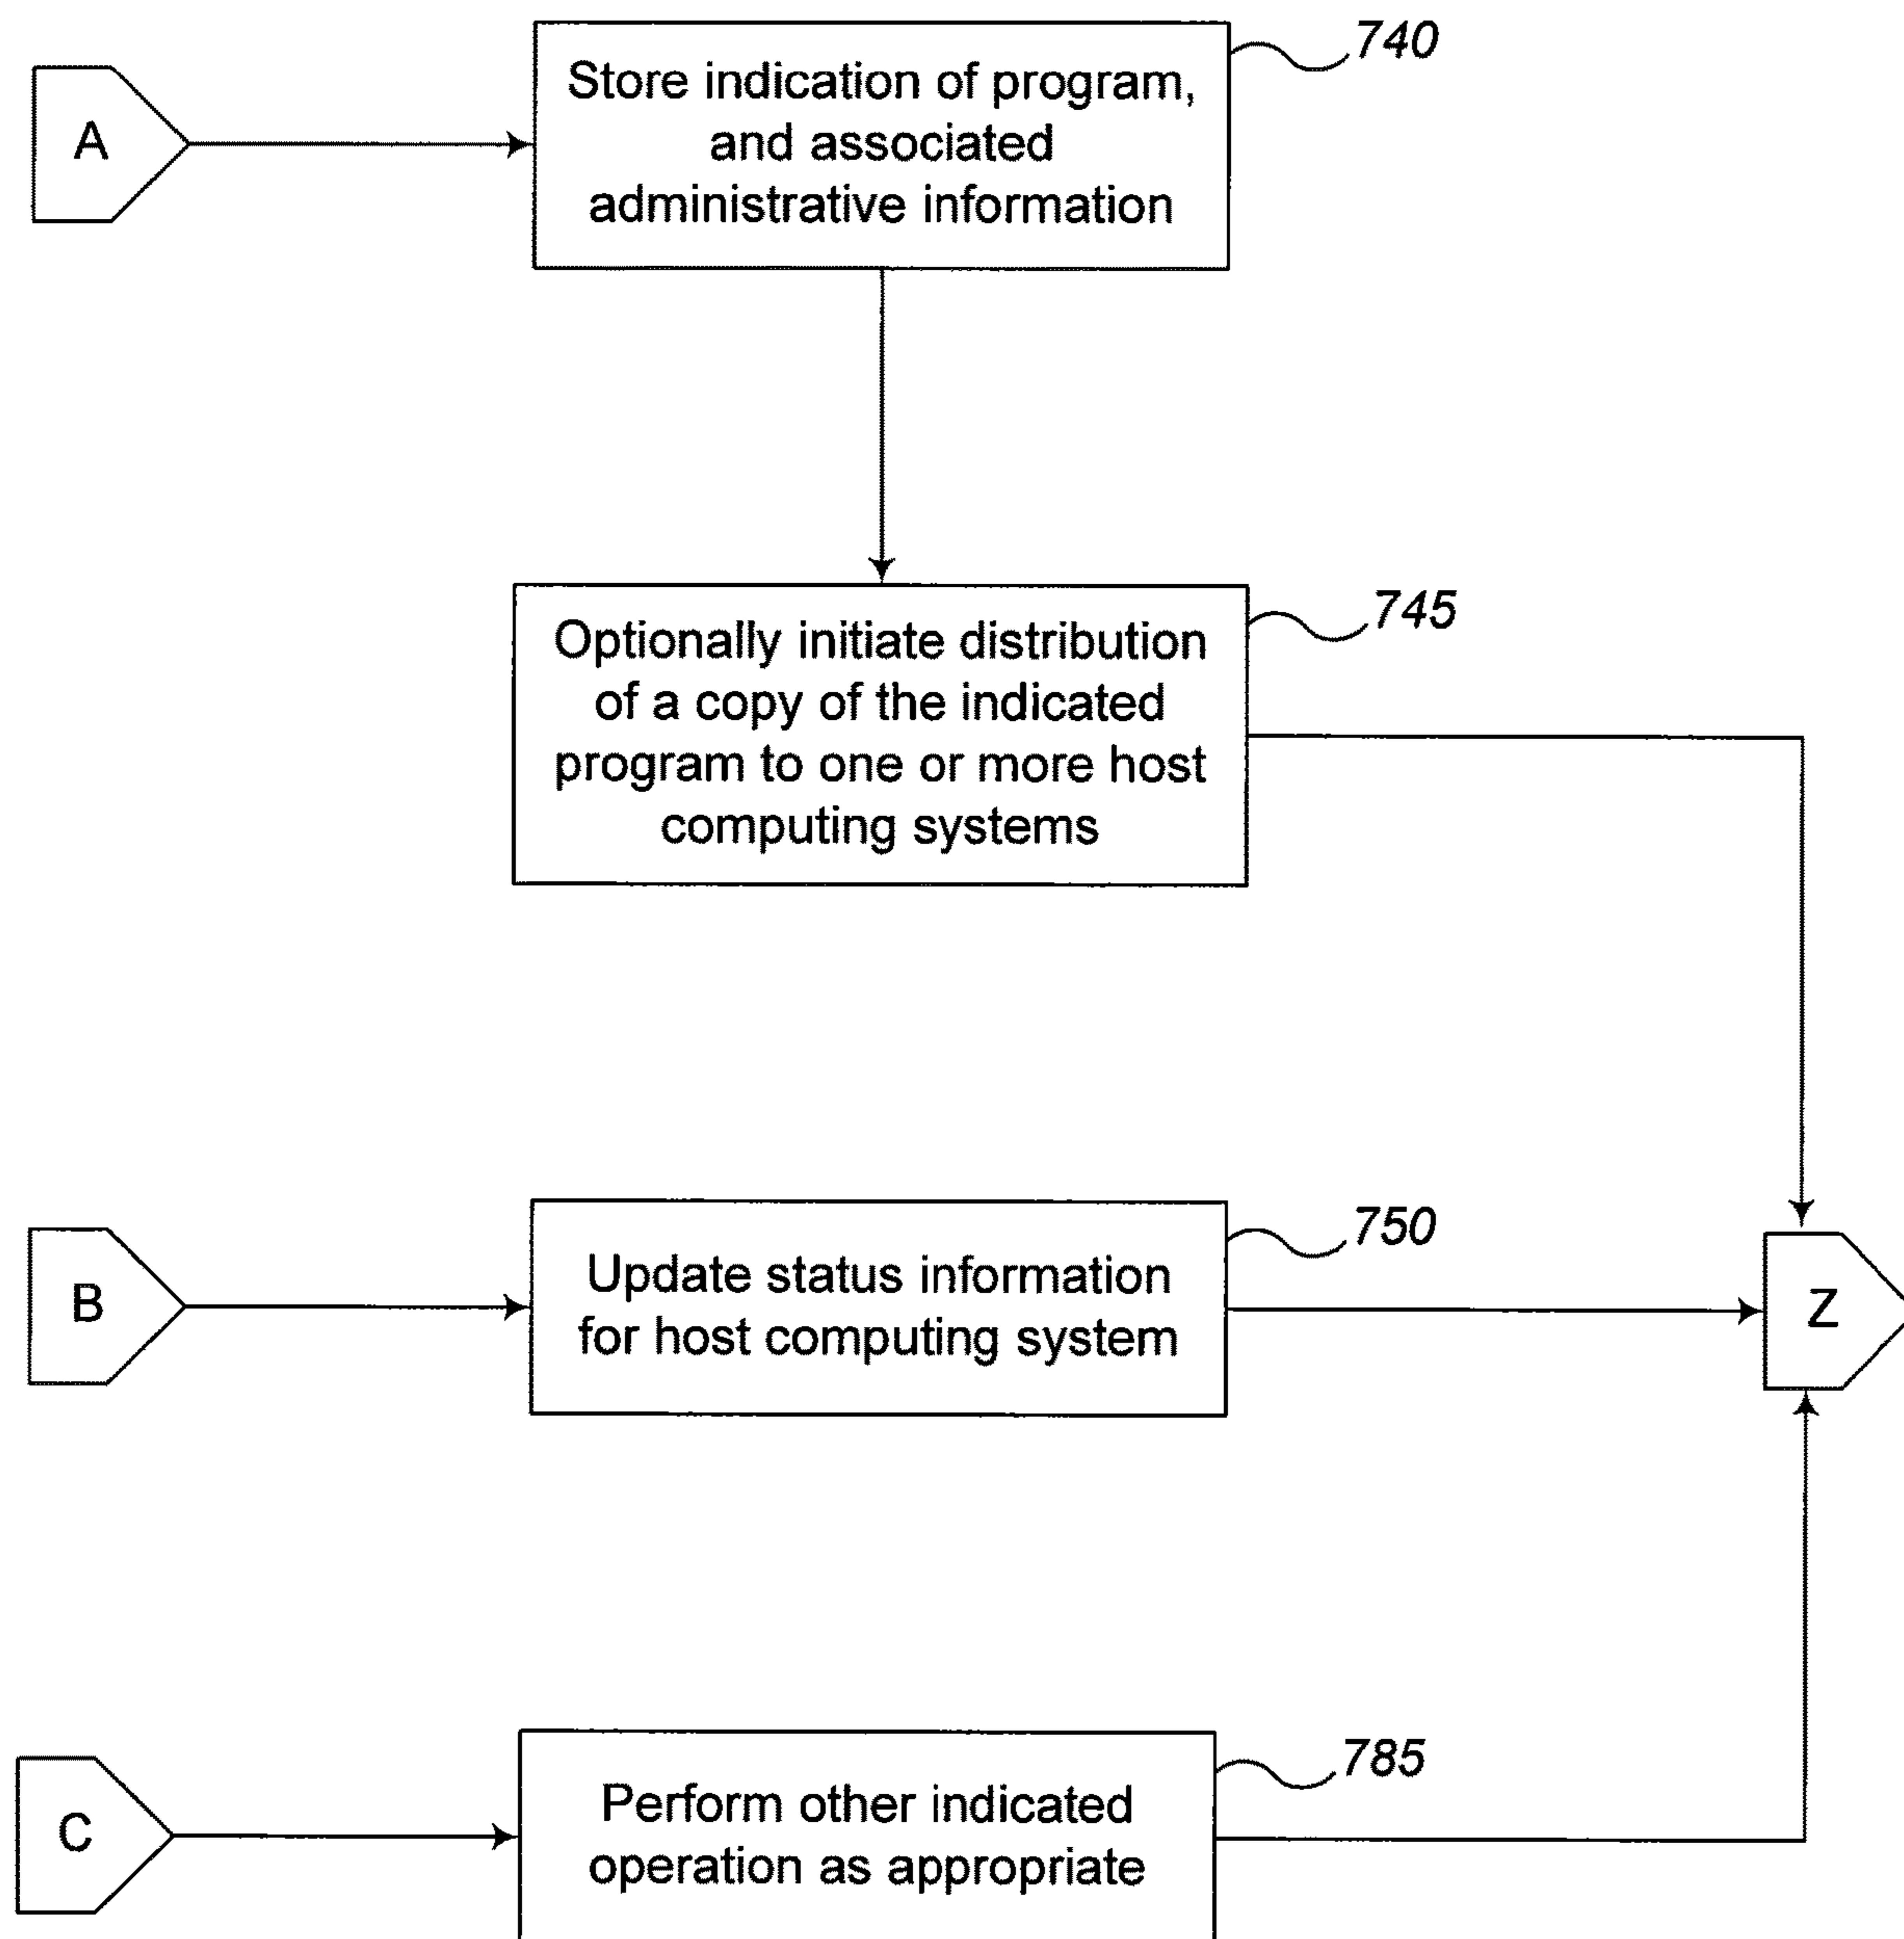 740
A
Store indication of program,
and associated
administrative information
745
Optionally initiate distribution
of a copy of the indicated
program to one or more host
computing systems
750
B
Update status information
for host computing system
Z
785
C
Perform other indicated
operation as appropriate